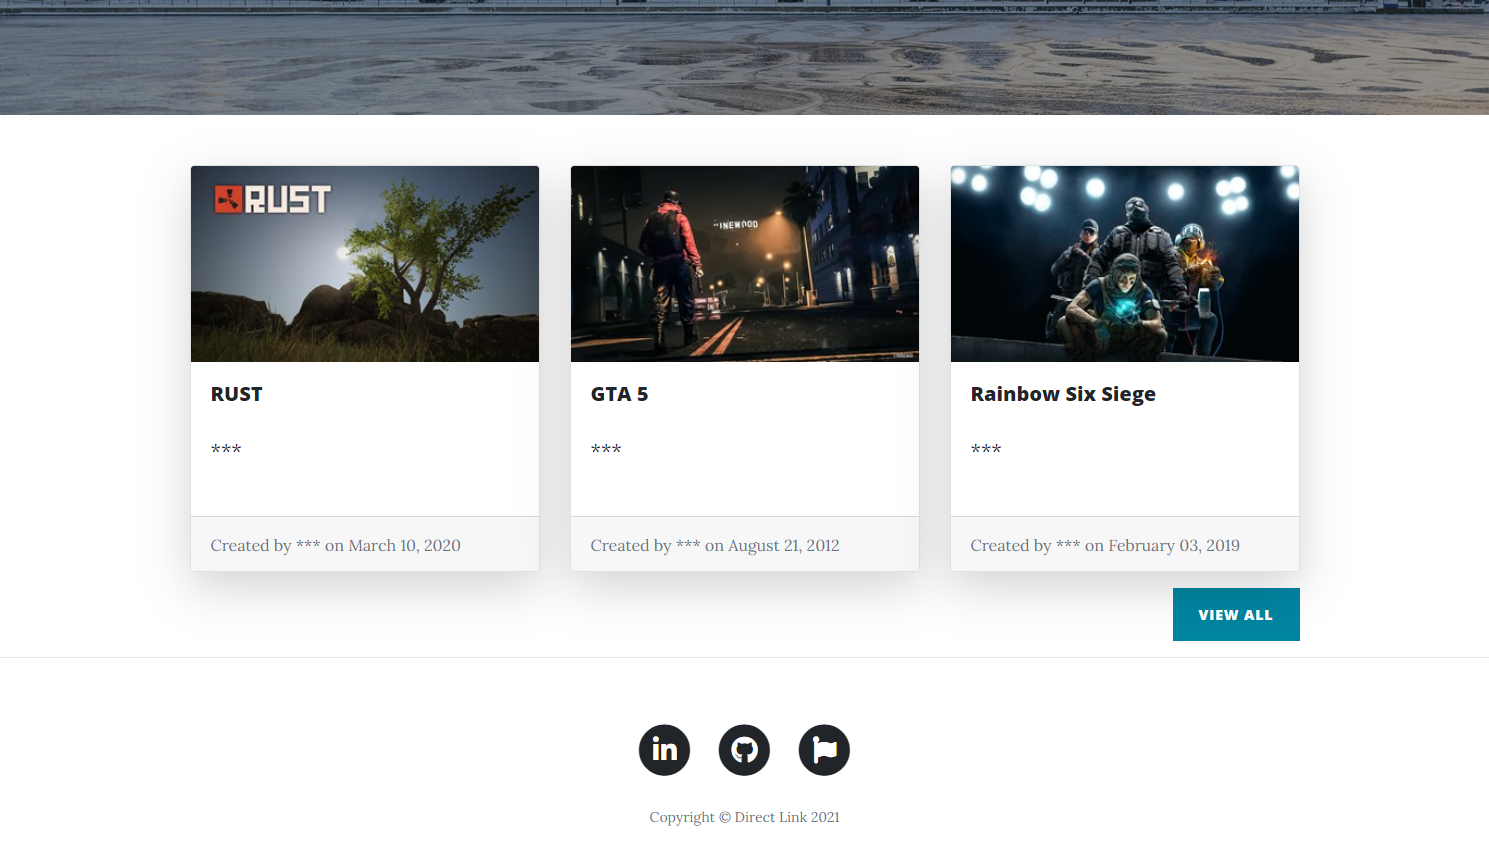 RUST
INEWOOD
RUST
GTA 5
Rainbow Six Siege
***
***
***
Created by *** on March 10, 2020
Created by *** on August 21, 2012
Created by *** on February 03, 2019
VIEW ALL
in
Copyright © Direct Link 2021